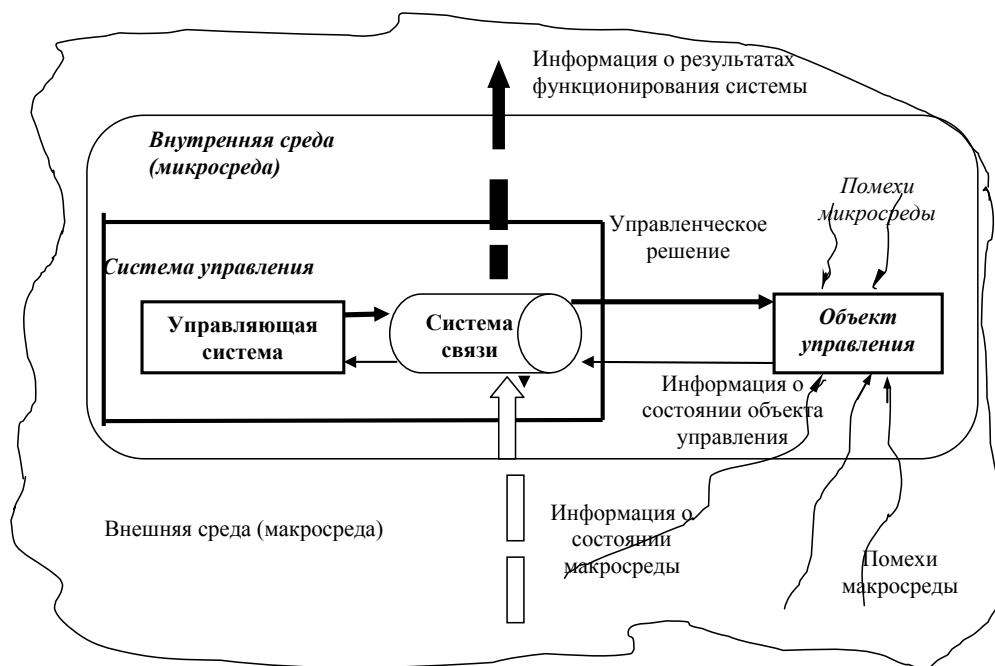 Информация о результатах
функционирования системы
Внутренняя среда
(микросреда)
Помехи
микросреды
Управленческое
решение
Система управления
Управляющая
система
Система
связи
Объект
управления
Информация о
состоянии объекта
управления
Внешняя среда (макросреда)
Информация о
состоянии
макросреды
Помехи
макросреды